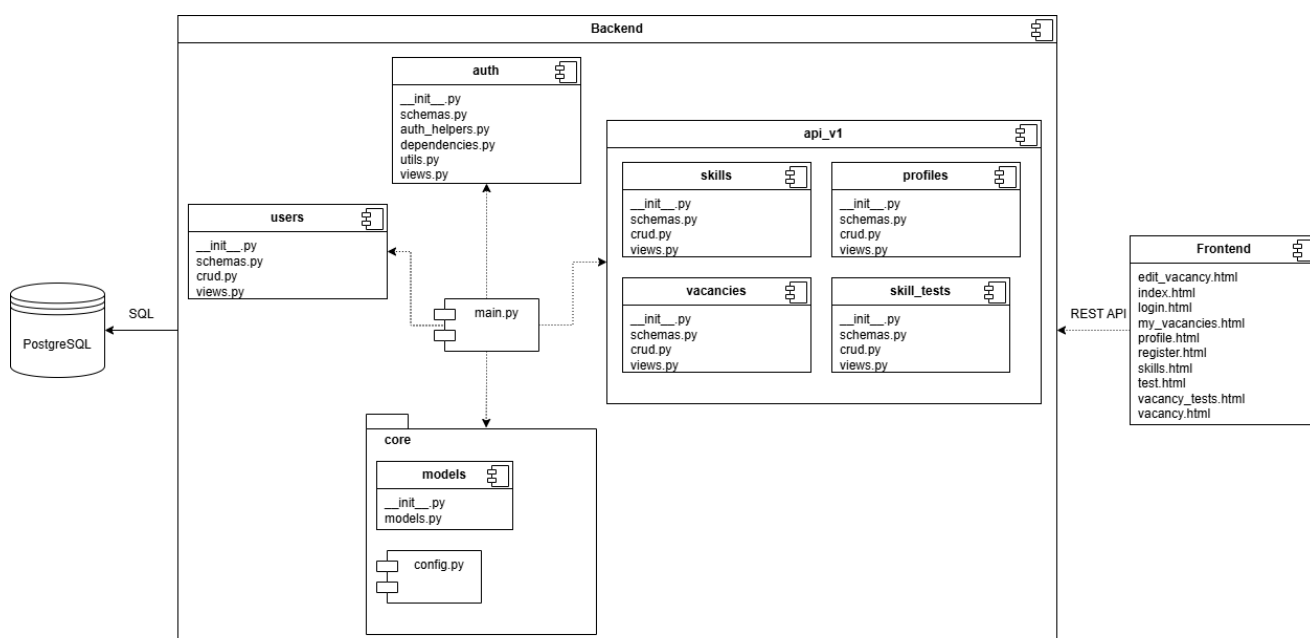 Backend
auth
__init__.py
schemas.py
auth_helpers.py
dependencies.py
utils.py
views.py
api_v1
skills
__init__.py
schemas.py
crud.py
views.py
profiles
__init__.py
schemas.py
crud.py
views.py
users
__init__.py
schemas.py
crud.py
views.py
vacancies
__init__.py
schemas.py
crud.py
views.py
skill_tests
__init__.py
schemas.py
crud.py
views.py
main.py
SQL
PostgreSQL
REST API
Frontend
edit_vacancy.html
index.html
login.html
my_vacancies.html
profile.html
register.html
skills.html
test.html
vacancy_tests.html
vacancy.html
core
models
__init__.py
models.py
config.py